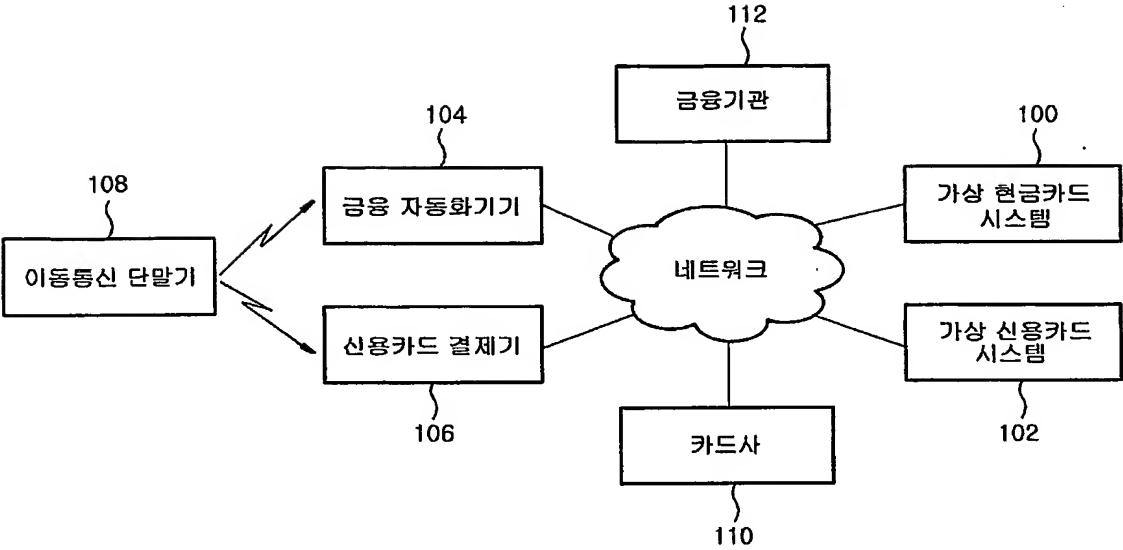 112
금융기관
104
금융 자동화기기
100
가상 현금카드
시스템
108
이동통신 단말기
네트워크
신용카드 결제기
106
가상 신용카드
시스템
102
카드사
110